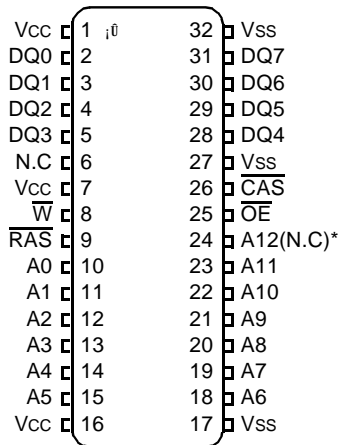 Vcc 1 ¡Û 32 Vss
DQ0 2 31 DQ7
DQ1 3 30 DQ6
DQ2 4 29 DQ5
DQ3 5 28 DQ4
N.C 6 27 Vss
Vcc 7 26 C̅A̅S̅
W̅ 8 25 O̅E̅
R̅A̅S̅ 9 24 A12(N.C)*
A0 10 23 A11
A1 11 22 A10
A2 12 21 A9
A3 13 20 A8
A4 14 19 A7
A5 15 18 A6
Vcc 16 17 Vss